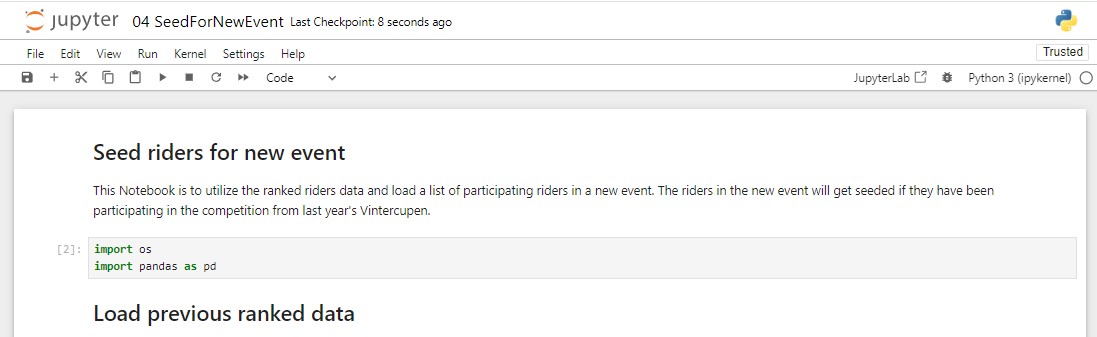 jupyter 04 SeedForNewEvent Last Checkpoint: 8 seconds ago
File Edit View Run Kernel Settings Help Trusted
Code JupyterLab Python 3 (ipykernel)
Seed riders for new event
This Notebook is to utilize the ranked riders data and load a list of participating riders in a new event. The riders in the new event will get seeded if they have been
participating in the competition from last year's Vintercupen.
[2]: import os
import pandas as pd
Load previous ranked data